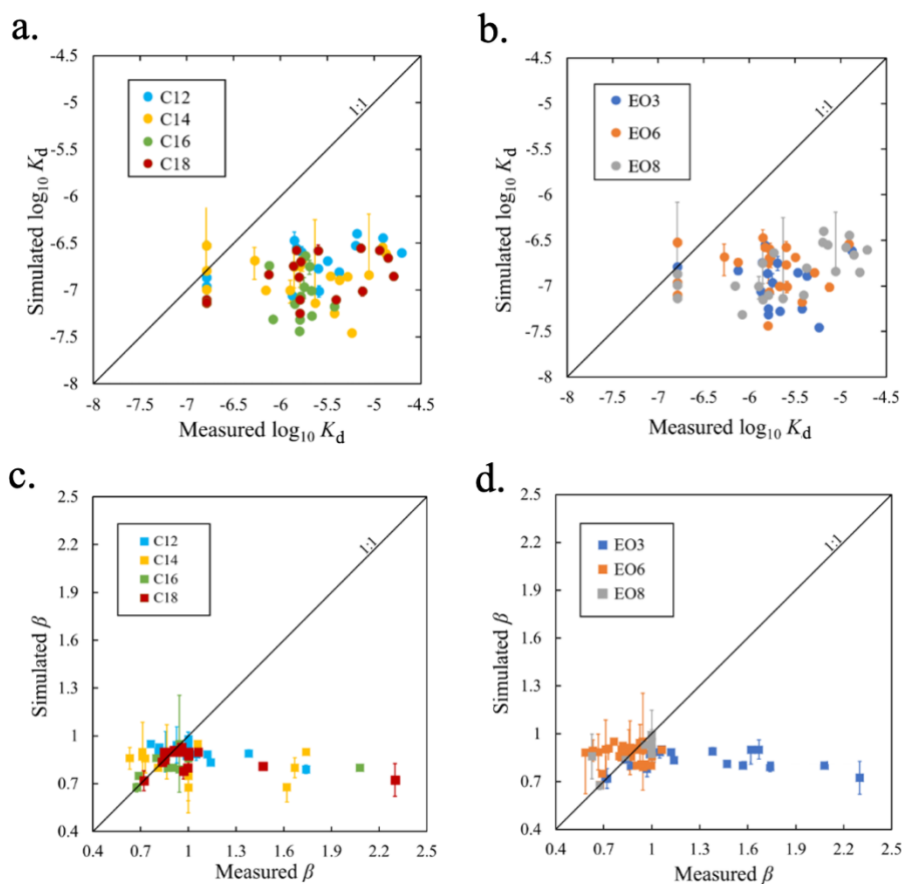 a.
-4.5
-5
-5.5
-6
-6.5
-7
-7.5
-8
Simulated log10 Kd
C12
C14
C16
C18
1:1
-8 -7.5 -7 -6.5 -6 -5.5 -5 -4.5
Measured log10 Kd
b.
-4.5
-5
-5.5
-6
-6.5
-7
-7.5
-8
Simulated log10 Kd
EO3
EO6
EO8
1:1
-8 -7.5 -7 -6.5 -6 -5.5 -5 -4.5
Measured log10 Kd
c.
2.5
2.2
1.9
1.6
1.3
1
0.7
0.4
Simulated β
C12
C14
C16
C18
1:1
0.4 0.7 1 1.3 1.6 1.9 2.2 2.5
Measured β
d.
2.5
2.2
1.9
1.6
1.3
1
0.7
0.4
Simulated β
EO3
EO6
EO8
1:1
0.4 0.7 1 1.3 1.6 1.9 2.2 2.5
Measured β